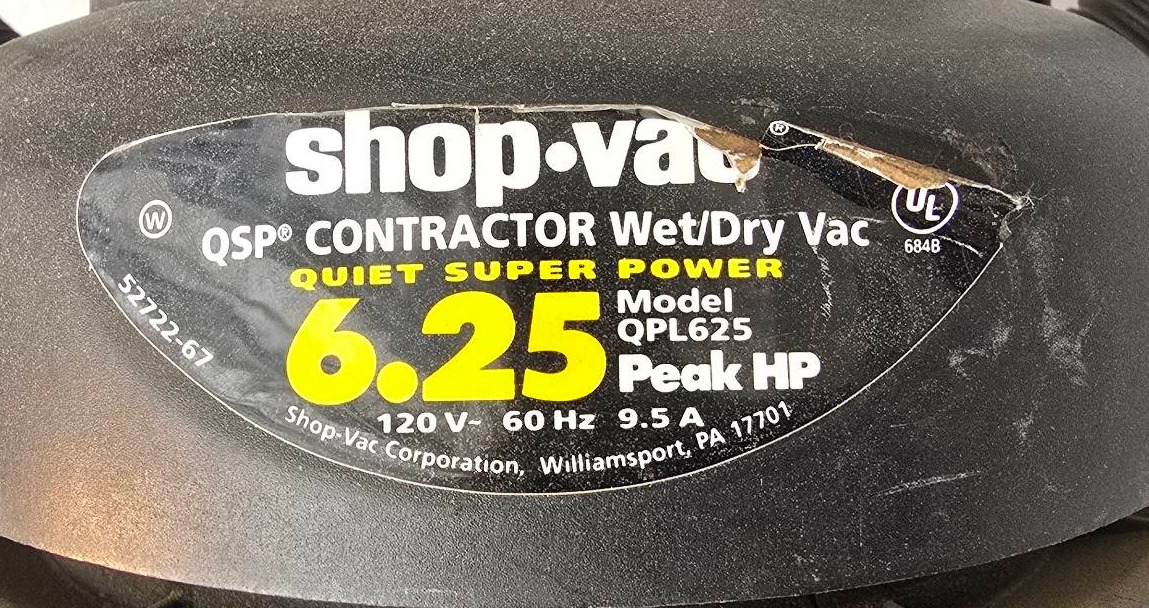 shop·vac®
W
UL
684B
QSP® CONTRACTOR Wet/Dry Vac
QUIET SUPER POWER
6.25
Model
QPL625
Peak HP
52722-67
120 V~ 60 Hz 9.5 A
Shop-Vac Corporation, Williamsport, PA 17701